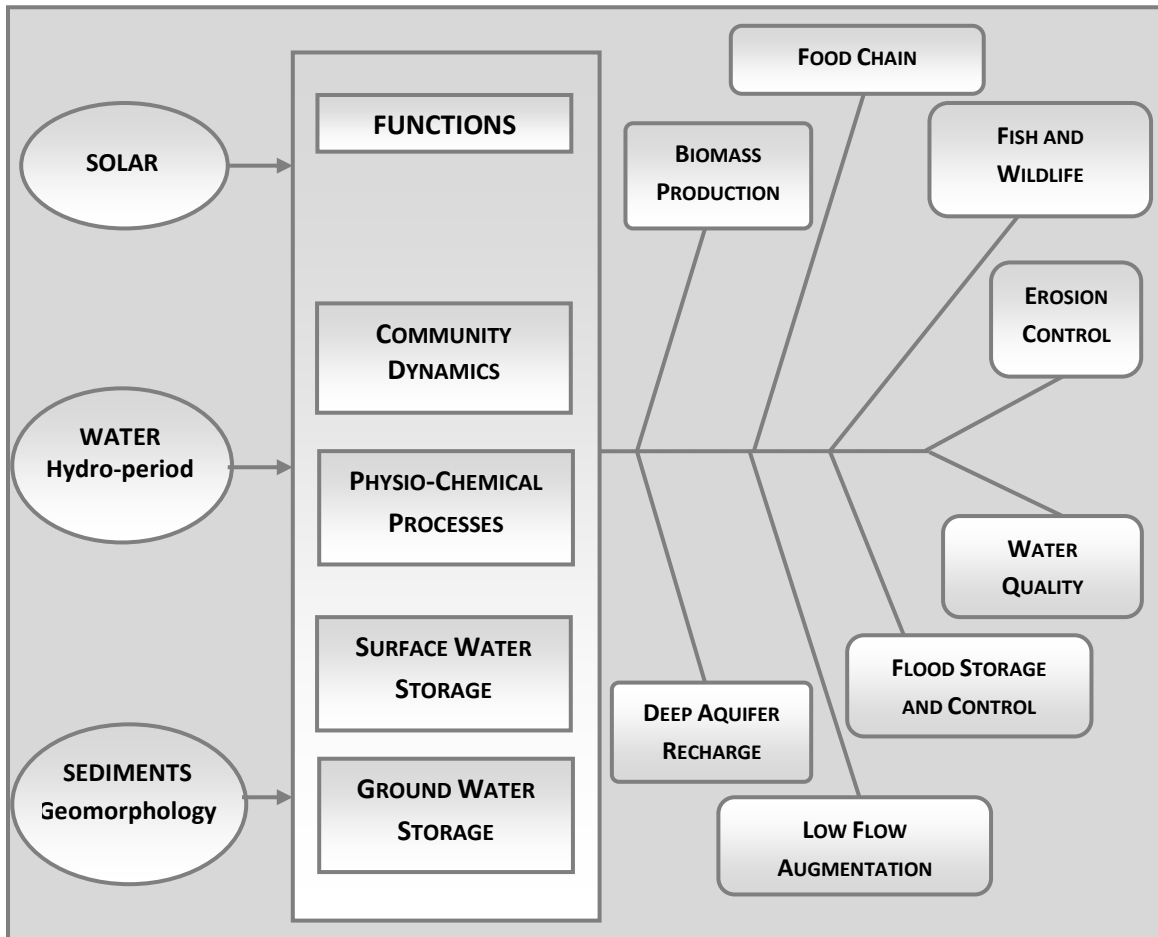 SOLAR
WATER
Hydro-period
SEDIMENTS
Geomorphology
FUNCTIONS
COMMUNITY
DYNAMICS
PHYSIO-CHEMICAL
PROCESSES
SURFACE WATER
STORAGE
GROUND WATER
STORAGE
FOOD CHAIN
BIOMASS
PRODUCTION
FISH AND
WILDLIFE
EROSION
CONTROL
WATER
QUALITY
FLOOD STORAGE
AND CONTROL
DEEP AQUIFER
RECHARGE
LOW FLOW
AUGMENTATION